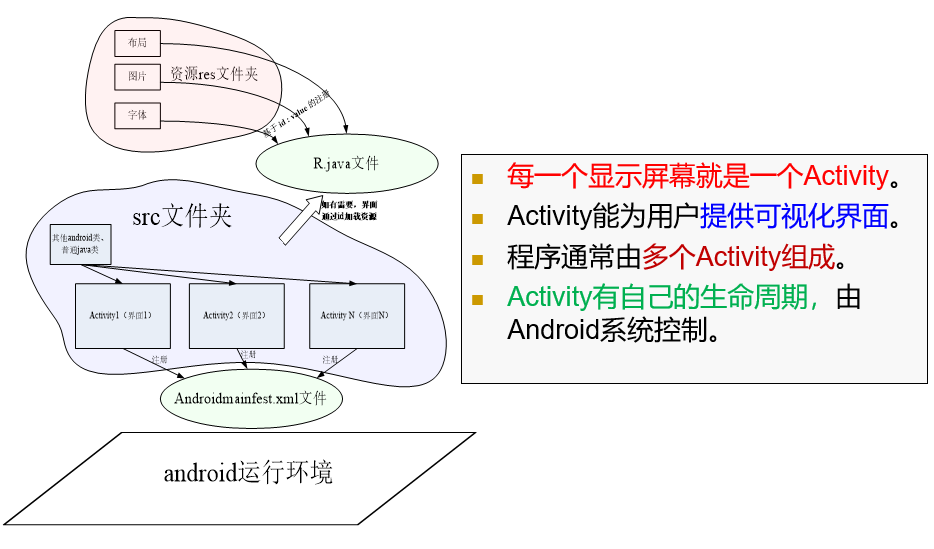 布局
图片
资源res文件夹
字体
基于 id : value 的注册
R.java文件
src文件夹
如有需要，界面
通过id加载资源
其他android类、
普通java类
Activity1（界面1）
Activity2（界面2）
Activity N（界面N）
注册
注册
注册
Androidmainfest.xml文件
android运行环境
每一个显示屏幕就是一个Activity。
Activity能为用户提供可视化界面。
程序通常由多个Activity组成。
Activity有自己的生命周期，由
Android系统控制。